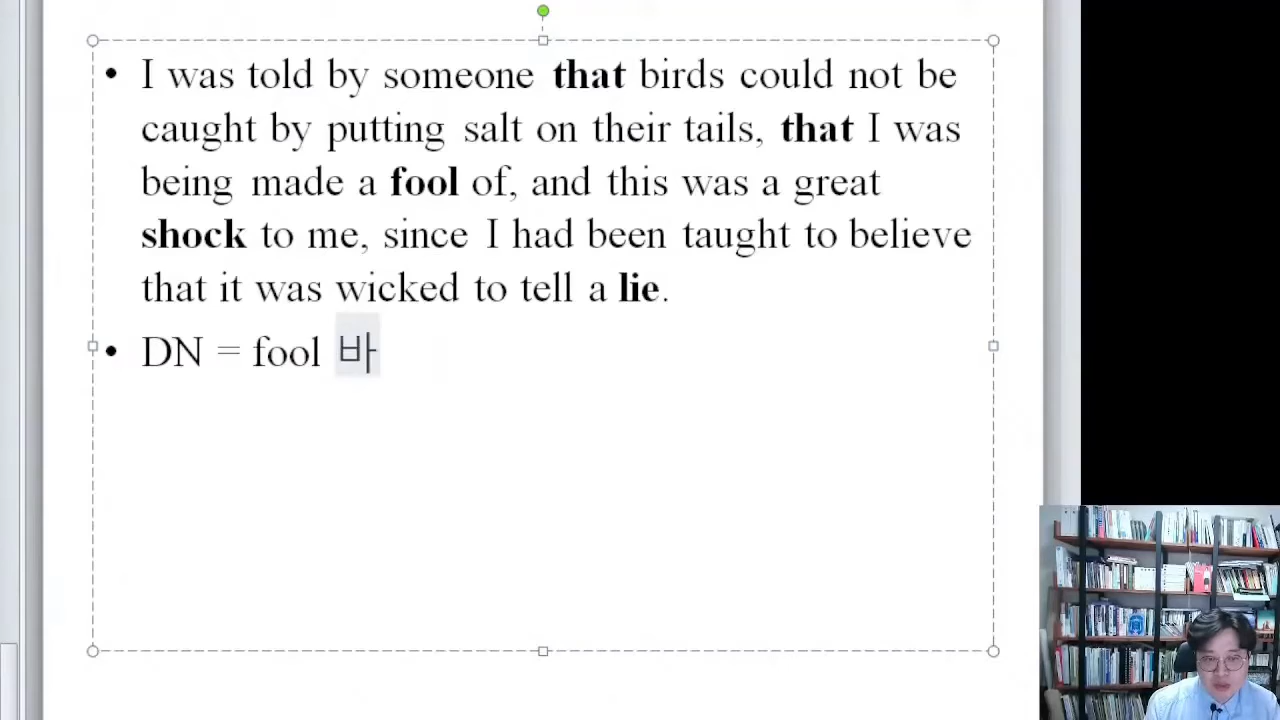 • I was told by someone that birds could not be
caught by putting salt on their tails, that I was
being made a fool of, and this was a great
shock to me, since I had been taught to believe
that it was wicked to tell a lie.
• DN = fool 바